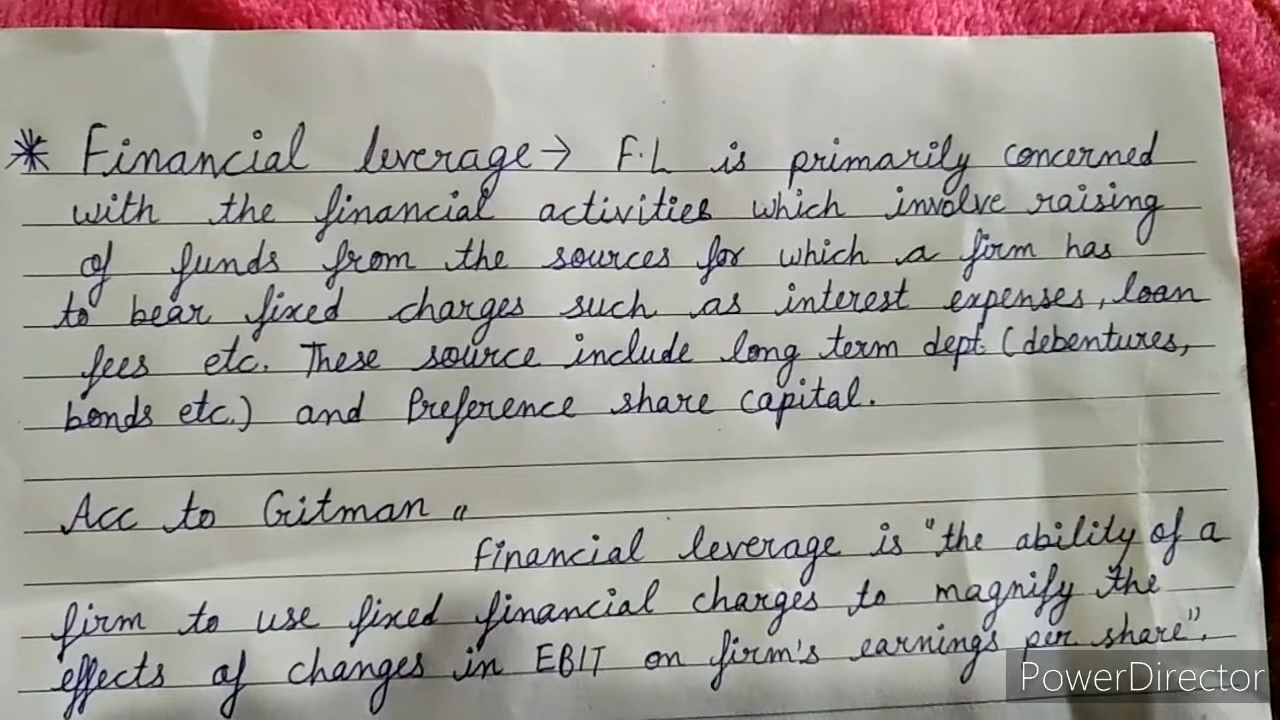 * Financial leverage → F.L is primarily concerned
with the financial activities which involve raising
of funds from the sources for which a firm has
to bear fixed charges such as interest expenses, loan
fees etc. These source include long term dept (debentures,
bonds etc.) and Preference share capital.
Acc to Gitman "
Financial leverage is "the ability of a
firm to use fixed financial charges to magnify the
effects of changes in EBIT on firm's earnings per share".
PowerDirector